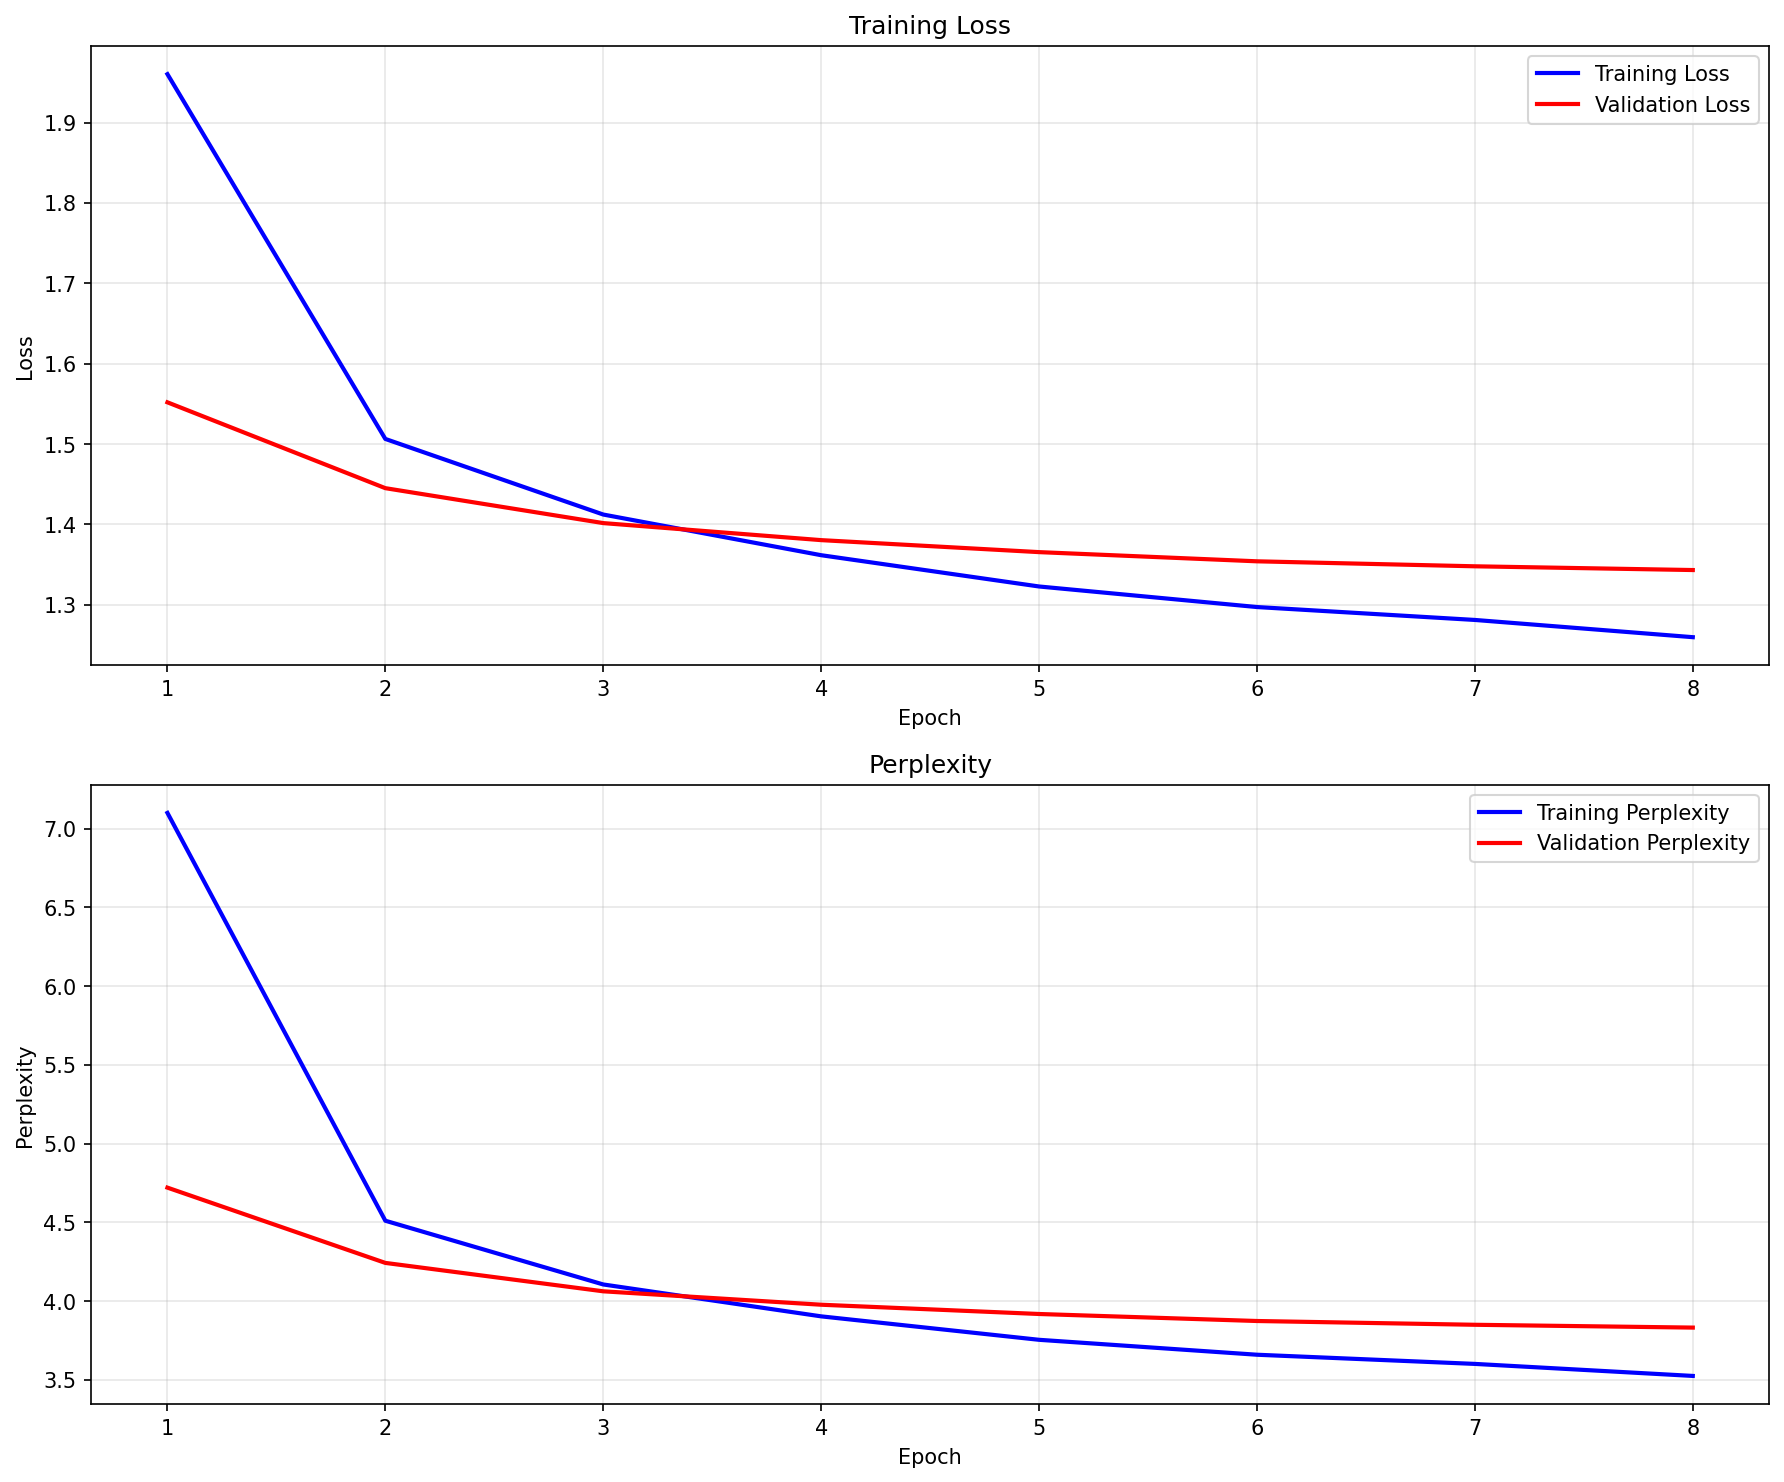 Training Loss
Training Loss
Validation Loss
1.9
1.8
1.7
1.6
1.5
1.4
1.3
Loss
1 2 3 4 5 6 7 8
Epoch
Perplexity
Training Perplexity
Validation Perplexity
7.0
6.5
6.0
5.5
5.0
4.5
4.0
3.5
Perplexity
1 2 3 4 5 6 7 8
Epoch